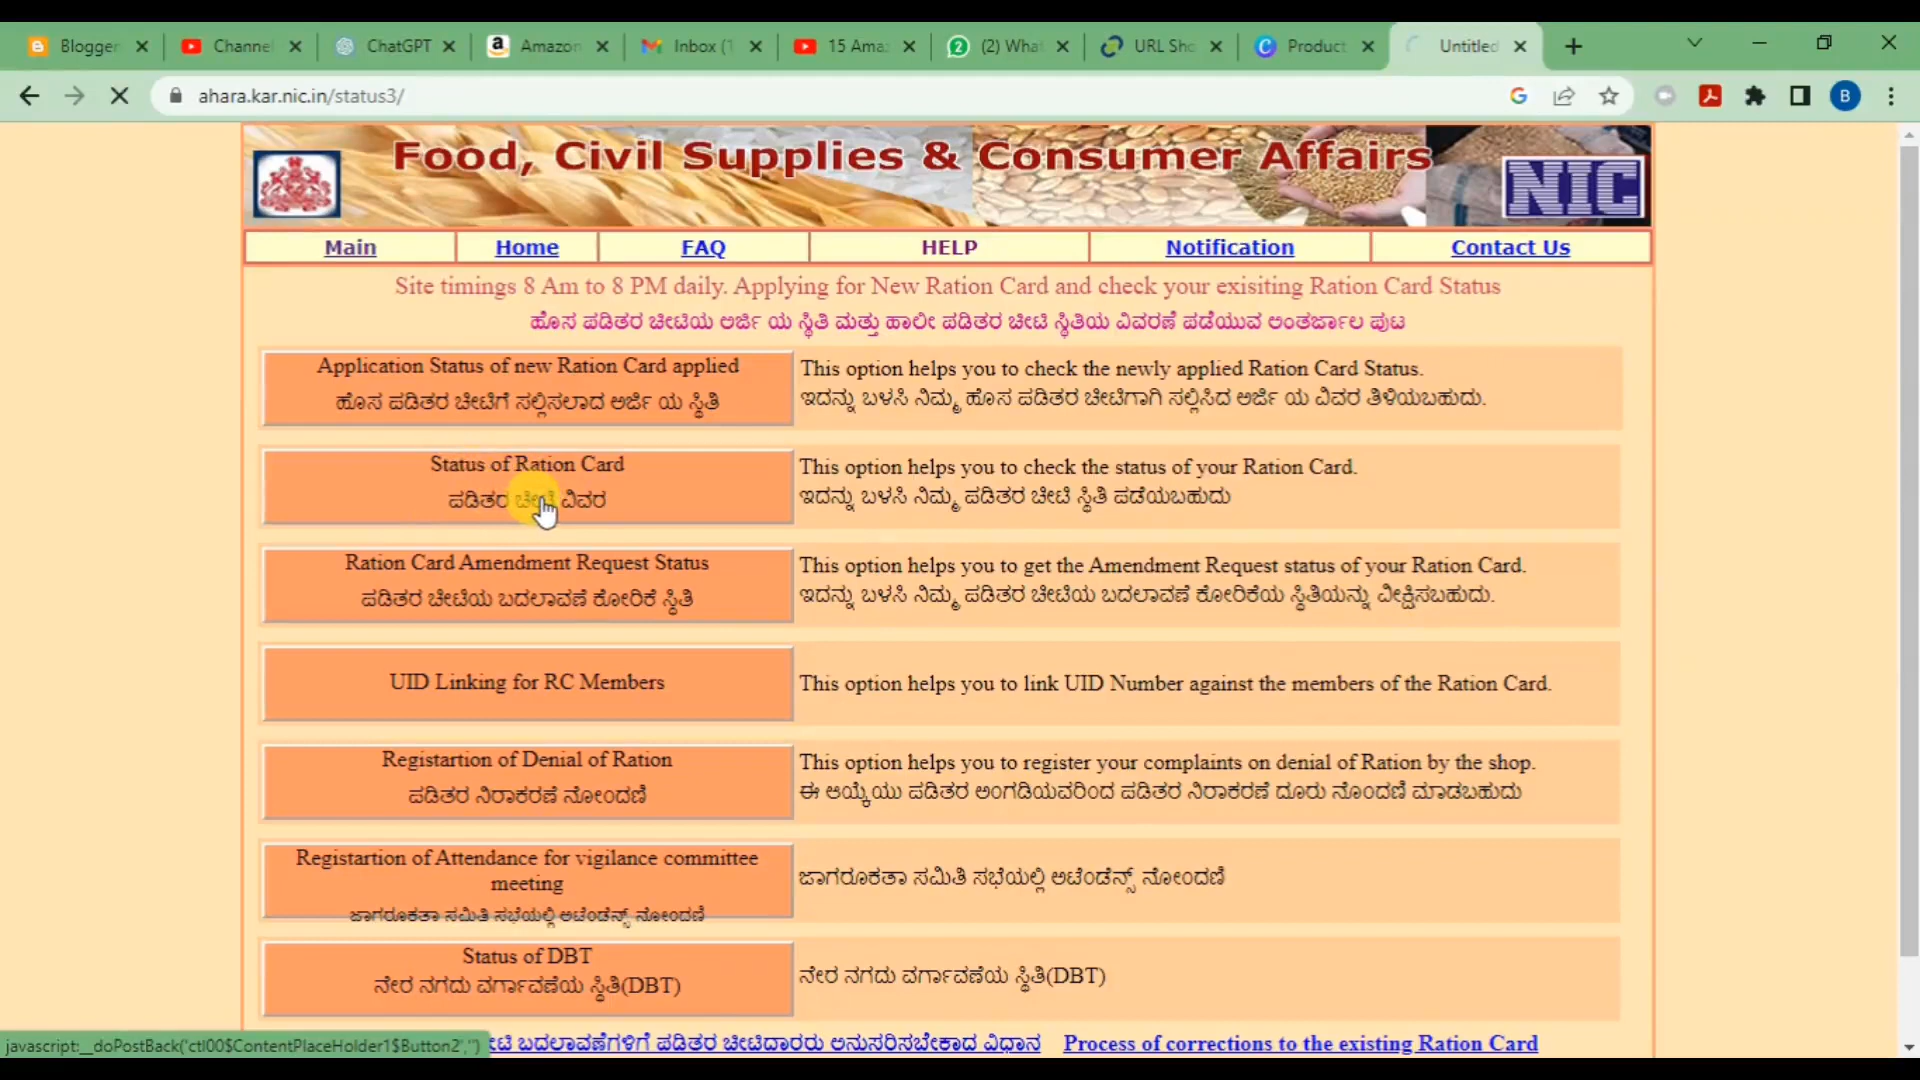 Blogger Channel ChatGPT Amazon Inbox (1 15 Ama: (2) Wha URL Sho Product Untitled
ahara.kar.nic.in/status3/ B
Food, Civil Supplies & Consumer Affairs
NIC
Main Home FAQ HELP Notification Contact Us
Site timings 8 Am to 8 PM daily. Applying for New Ration Card and check your exisiting Ration Card Status
ಹೊಸ ಪಡಿತರ ಚೀಟಿಯ ಅರ್ಜಿ ಯ ಸ್ಥಿತಿ ಮತ್ತು ಹಾಲೀ ಪಡಿತರ ಚೀಟಿ ಸ್ಥಿತಿಯ ವಿವರಣೆ ಪಡೆಯುವ ಅಂತರ್ಜಾಲ ಪುಟ
Application Status of new Ration Card applied
ಹೊಸ ಪಡಿತರ ಚೀಟಿಗೆ ಸಲ್ಲಿಸಲಾದ ಅರ್ಜಿ ಯ ಸ್ಥಿತಿ
This option helps you to check the newly applied Ration Card Status.
ಇದನ್ನು ಬಳಸಿ ನಿಮ್ಮ ಹೊಸ ಪಡಿತರ ಚೀಟಿಗಾಗಿ ಸಲ್ಲಿಸಿದ ಅರ್ಜಿ ಯ ವಿವರ ತಿಳಿಯಬಹುದು.
Status of Ration Card
ಪಡಿತರ ಚೀಟಿ ವಿವರ
This option helps you to check the status of your Ration Card.
ಇದನ್ನು ಬಳಸಿ ನಿಮ್ಮ ಪಡಿತರ ಚೀಟಿ ಸ್ಥಿತಿ ಪಡೆಯಬಹುದು
Ration Card Amendment Request Status
ಪಡಿತರ ಚೀಟಿಯ ಬದಲಾವಣೆ ಕೋರಿಕೆ ಸ್ಥಿತಿ
This option helps you to get the Amendment Request status of your Ration Card.
ಇದನ್ನು ಬಳಸಿ ನಿಮ್ಮ ಪಡಿತರ ಚೀಟಿಯ ಬದಲಾವಣೆ ಕೋರಿಕೆಯ ಸ್ಥಿತಿಯನ್ನು ವೀಕ್ಷಿಸಬಹುದು.
UID Linking for RC Members
This option helps you to link UID Number against the members of the Ration Card.
Registartion of Denial of Ration
ಪಡಿತರ ನಿರಾಕರಣೆ ನೋಂದಣಿ
This option helps you to register your complaints on denial of Ration by the shop.
ಈ ಆಯ್ಕೆಯು ಪಡಿತರ ಅಂಗಡಿಯವರಿಂದ ಪಡಿತರ ನಿರಾಕರಣೆ ದೂರು ನೊಂದಣಿ ಮಾಡಬಹುದು
Registartion of Attendance for vigilance committee
meeting
ಜಾಗರೂಕತಾ ಸಮಿತಿ ಸಭೆಯಲ್ಲಿ ಅಟೆಂಡೆನ್ಸ್ ನೋಂದಣಿ
ಜಾಗರೂಕತಾ ಸಮಿತಿ ಸಭೆಯಲ್ಲಿ ಅಟೆಂಡೆನ್ಸ್ ನೋಂದಣಿ
Status of DBT
ನೇರ ನಗದು ವರ್ಗಾವಣೆಯ ಸ್ಥಿತಿ(DBT)
ನೇರ ನಗದು ವರ್ಗಾವಣೆಯ ಸ್ಥಿತಿ(DBT)
ಬದಲಾವಣೆಗಳಿಗೆ ಪಡಿತರ ಚೀಟಿದಾರರು ಅನುಸರಿಸಬೇಕಾದ ವಿಧಾನ Process of corrections to the existing Ration Card
javascript:__doPostBack('ctl00$ContentPlaceHolder1$Button2','')